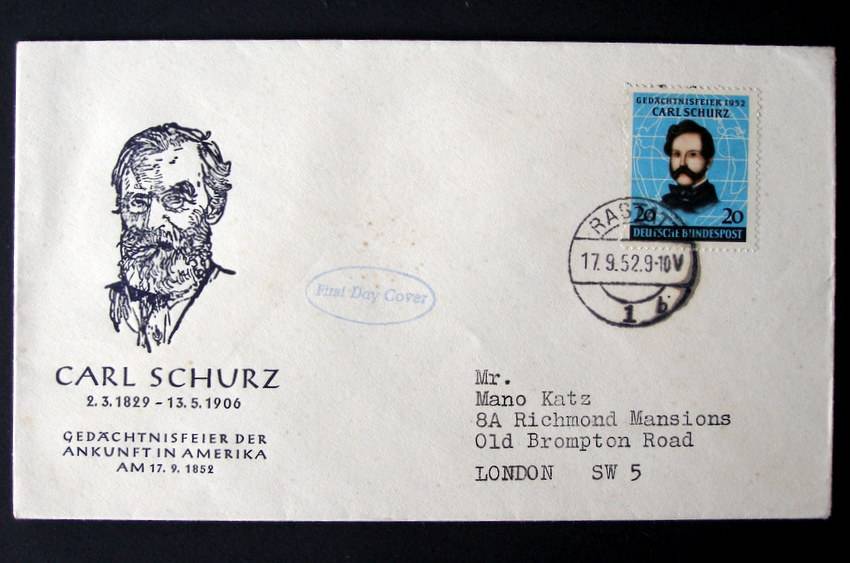 CARL SCHURZ
2.3.1829 - 13.5.1906
GEDÄCHTNISFEIER DER
ANKUNFT IN AMERIKA
AM 17. 9. 1852
First Day Cover
GEDÄCHTNISFEIER 1952
CARL SCHURZ
20 20
DEUTSCHE BUNDESPOST
17.9.52.9-10V
1 b
Mr.
Mano Katz
8A Richmond Mansions
Old Brompton Road
LONDON SW 5